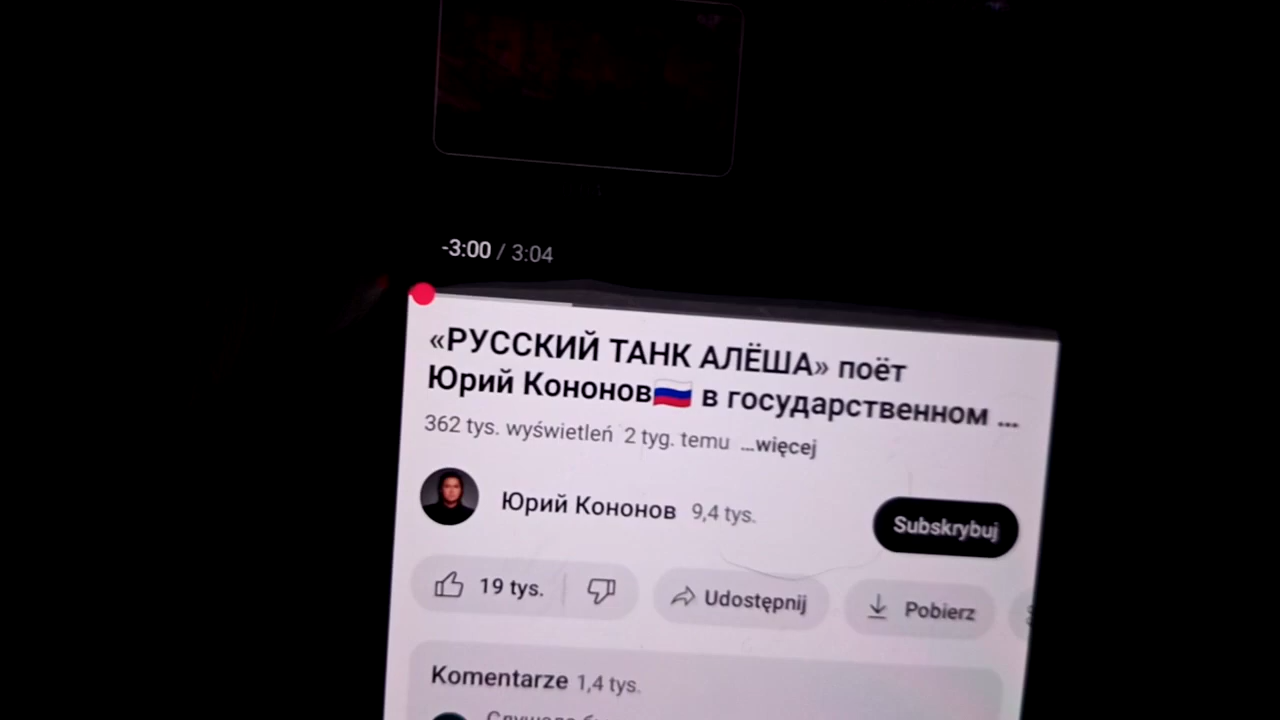 -3:00 / 3:04
«РУССКИЙ ТАНК АЛЁША» поёт
Юрий Кононов🇷🇺 в государственном ...
362 tys. wyświetleń 2 tyg. temu ...więcej
Юрий Кононов 9,4 tys.
Subskrybuj
19 tys.
Udostępnij
Pobierz
Komentarze 1,4 tys.